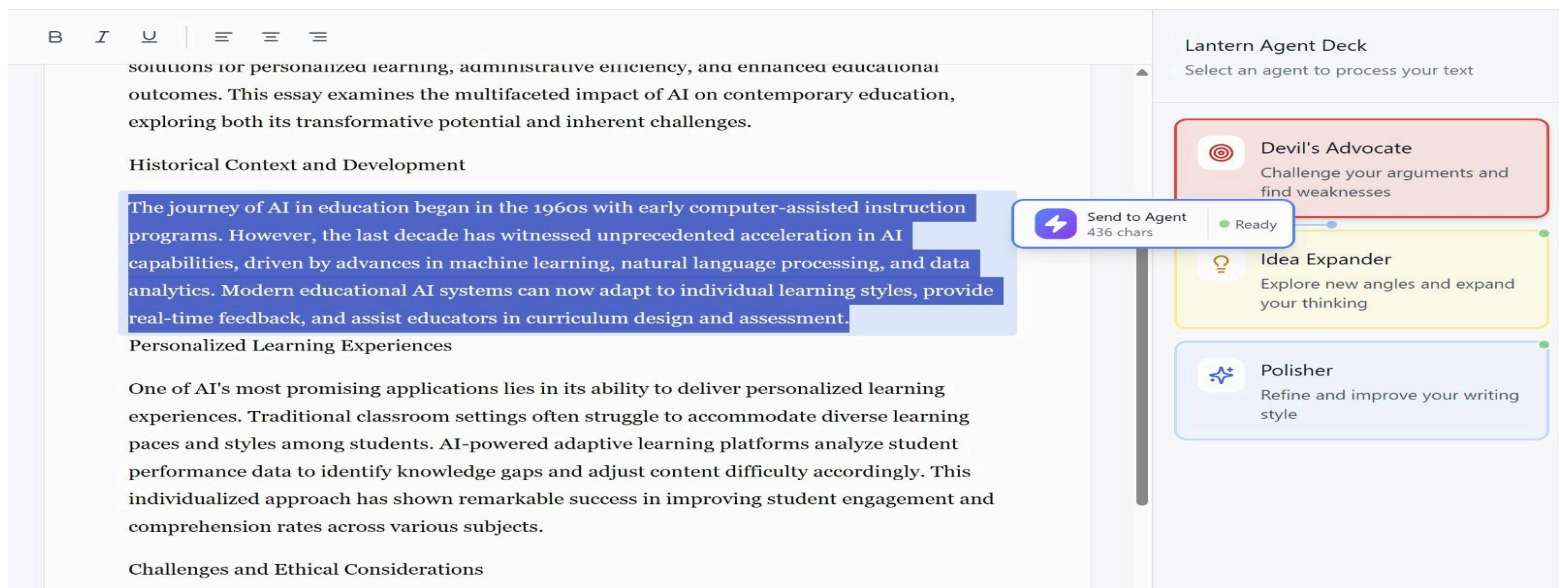 B I U
solutions for personalized learning, administrative efficiency, and enhanced educational
outcomes. This essay examines the multifaceted impact of AI on contemporary education,
exploring both its transformative potential and inherent challenges.
Historical Context and Development
The journey of AI in education began in the 1960s with early computer-assisted instruction
programs. However, the last decade has witnessed unprecedented acceleration in AI
capabilities, driven by advances in machine learning, natural language processing, and data
analytics. Modern educational AI systems can now adapt to individual learning styles, provide
real-time feedback, and assist educators in curriculum design and assessment.
Personalized Learning Experiences
One of AI's most promising applications lies in its ability to deliver personalized learning
experiences. Traditional classroom settings often struggle to accommodate diverse learning
paces and styles among students. AI-powered adaptive learning platforms analyze student
performance data to identify knowledge gaps and adjust content difficulty accordingly. This
individualized approach has shown remarkable success in improving student engagement and
comprehension rates across various subjects.
Challenges and Ethical Considerations
Send to Agent
436 chars
Ready
Lantern Agent Deck
Select an agent to process your text
Devil's Advocate
Challenge your arguments and
find weaknesses
Idea Expander
Explore new angles and expand
your thinking
Polisher
Refine and improve your writing
style